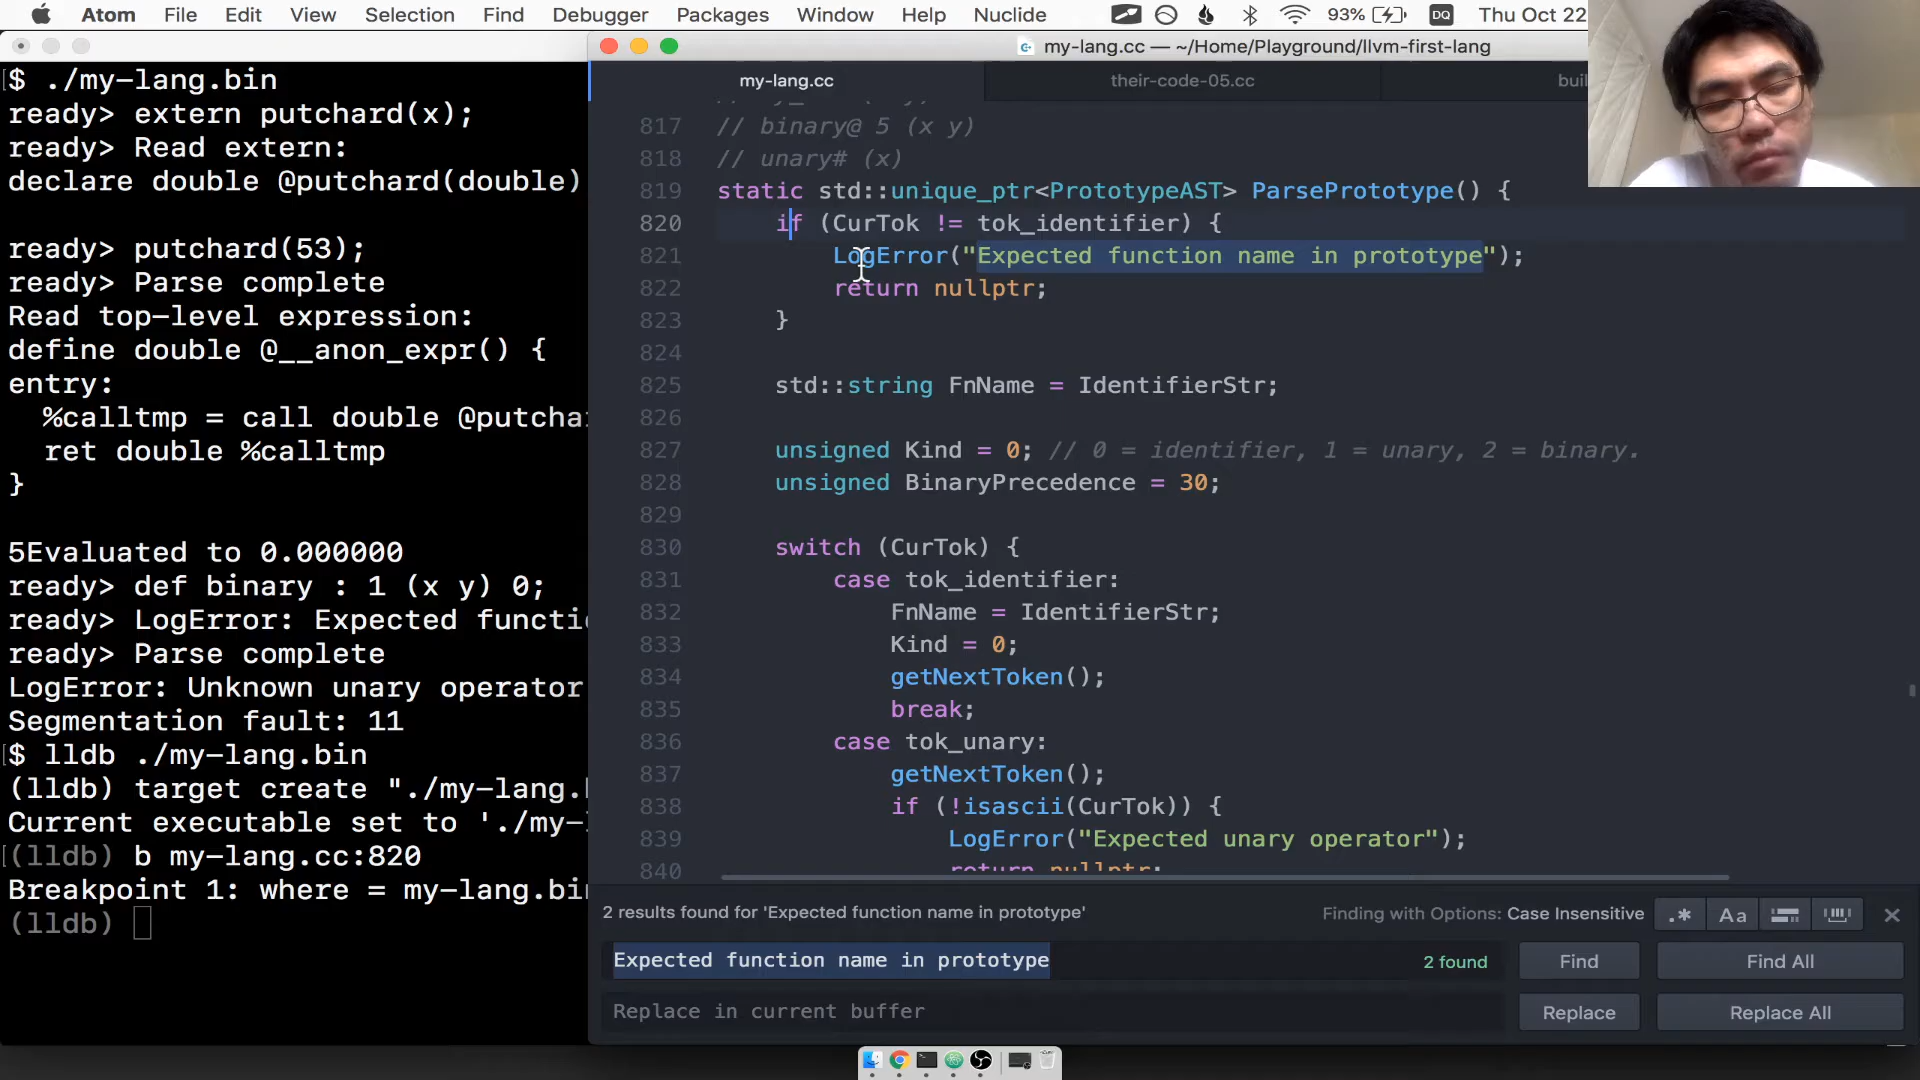 Atom File Edit View Selection Find Debugger Packages Window Help Nuclide 93% DQ Thu Oct 22
$ ./my-lang.bin
ready> extern putchard(x);
ready> Read extern:
declare double @putchard(double)
ready> putchard(53);
ready> Parse complete
Read top-level expression:
define double @__anon_expr() {
entry:
%calltmp = call double @putcha
ret double %calltmp
}
5Evaluated to 0.000000
ready> def binary : 1 (x y) 0;
ready> LogError: Expected functi
ready> Parse complete
LogError: Unknown unary operator
Segmentation fault: 11
$ lldb ./my-lang.bin
(lldb) target create "./my-lang.
Current executable set to './my-
(lldb) b my-lang.cc:820
Breakpoint 1: where = my-lang.bi
(lldb)
my-lang.cc — ~/Home/Playground/llvm-first-lang
my-lang.cc their-code-05.cc buil
817 // binary@ 5 (x y)
818 // unary# (x)
819 static std::unique_ptr<PrototypeAST> ParsePrototype() {
820 if (CurTok != tok_identifier) {
821 LogError("Expected function name in prototype");
822 return nullptr;
823 }
824
825 std::string FnName = IdentifierStr;
826
827 unsigned Kind = 0; // 0 = identifier, 1 = unary, 2 = binary.
828 unsigned BinaryPrecedence = 30;
829
830 switch (CurTok) {
831 case tok_identifier:
832 FnName = IdentifierStr;
833 Kind = 0;
834 getNextToken();
835 break;
836 case tok_unary:
837 getNextToken();
838 if (!isascii(CurTok)) {
839 LogError("Expected unary operator");
840 return nullptr;
2 results found for 'Expected function name in prototype' Finding with Options: Case Insensitive .* Aa
Expected function name in prototype 2 found Find Find All
Replace in current buffer Replace Replace All